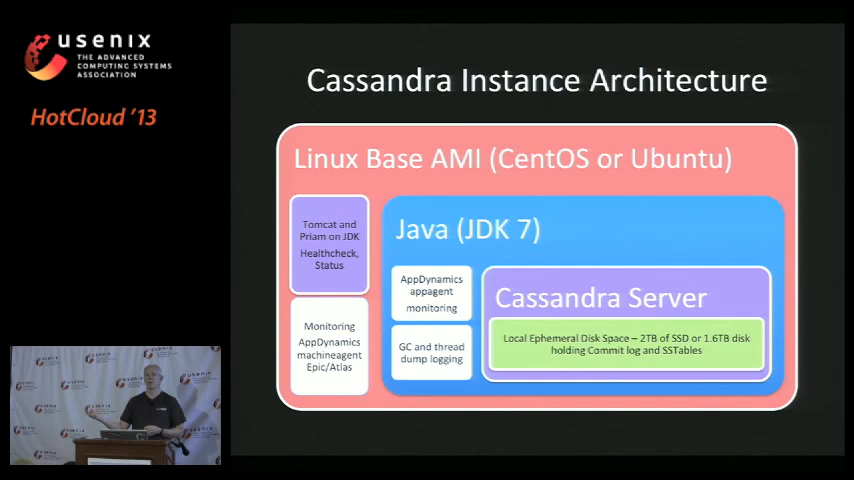 usenix
THE ADVANCED
COMPUTING SYSTEMS
ASSOCIATION
HotCloud '13
Cassandra Instance Architecture
Linux Base AMI (CentOS or Ubuntu)
Tomcat and
Priam on JDK
Healthcheck,
Status
Monitoring
AppDynamics
machineagent
Epic/Atlas
Java (JDK 7)
AppDynamics
appagent
monitoring
GC and thread
dump logging
Cassandra Server
Local Ephemeral Disk Space – 2TB of SSD or 1.6TB disk
holding Commit log and SSTables